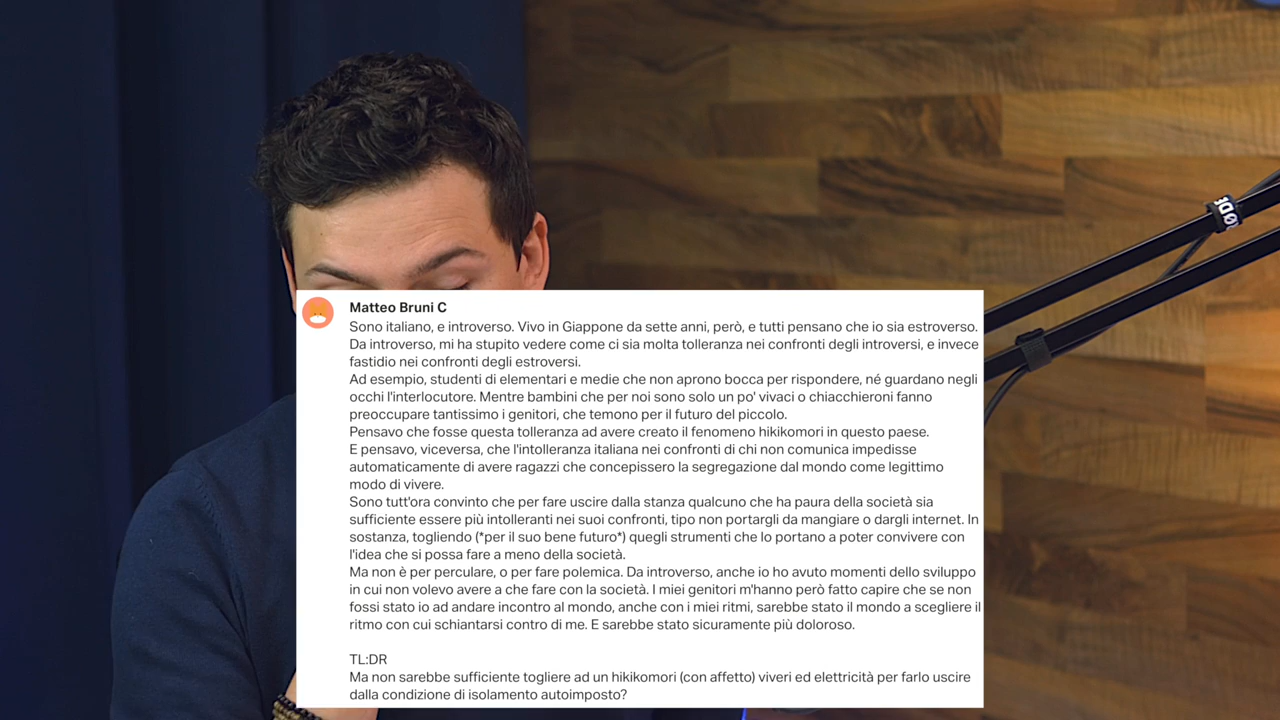 Matteo Bruni C
Sono italiano, e introverso. Vivo in Giappone da sette anni, però, e tutti pensano che io sia estroverso.
Da introverso, mi ha stupito vedere come ci sia molta tolleranza nei confronti degli introversi, e invece
fastidio nei confronti degli estroversi.
Ad esempio, studenti di elementari e medie che non aprono bocca per rispondere, né guardano negli
occhi l'interlocutore. Mentre bambini che per noi sono solo un po' vivaci o chiacchieroni fanno
preoccupare tantissimo i genitori, che temono per il futuro del piccolo.
Pensavo che fosse questa tolleranza ad avere creato il fenomeno hikikomori in questo paese.
E pensavo, viceversa, che l'intolleranza italiana nei confronti di chi non comunica impedisse
automaticamente di avere ragazzi che concepissero la segregazione dal mondo come legittimo
modo di vivere.
Sono tutt'ora convinto che per fare uscire dalla stanza qualcuno che ha paura della società sia
sufficiente essere più intolleranti nei suoi confronti, tipo non portargli da mangiare o dargli internet. In
sostanza, togliendo (*per il suo bene futuro*) quegli strumenti che lo portano a poter convivere con
l'idea che si possa fare a meno della società.
Ma non è per perculare, o per fare polemica. Da introverso, anche io ho avuto momenti dello sviluppo
in cui non volevo avere a che fare con la società. I miei genitori m'hanno però fatto capire che se non
fossi stato io ad andare incontro al mondo, anche con i miei ritmi, sarebbe stato il mondo a scegliere il
ritmo con cui schiantarsi contro di me. E sarebbe stato sicuramente più doloroso.
TL:DR
Ma non sarebbe sufficiente togliere ad un hikikomori (con affetto) viveri ed elettricità per farlo uscire
dalla condizione di isolamento autoimposto?
RØDE